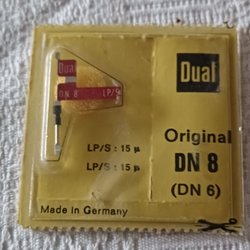 Dual
DN 8 LP/S
Dual
Original
DN 8
(DN 6)
LP/S : 15 µ
LP/S : 15 µ
Made in Germany